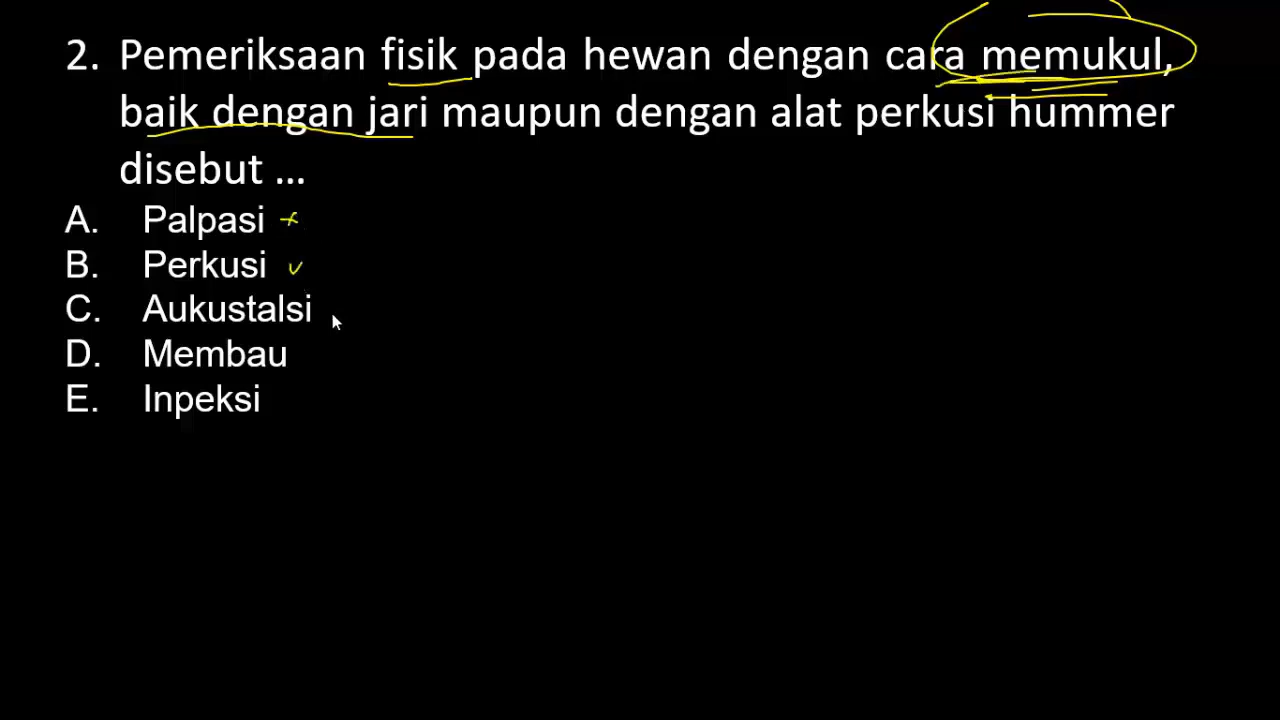 2. Pemeriksaan fisik pada hewan dengan cara memukul,
baik dengan jari maupun dengan alat perkusi hummer
disebut ...
A. Palpasi
B. Perkusi
C. Aukustalsi
D. Membau
E. Inpeksi